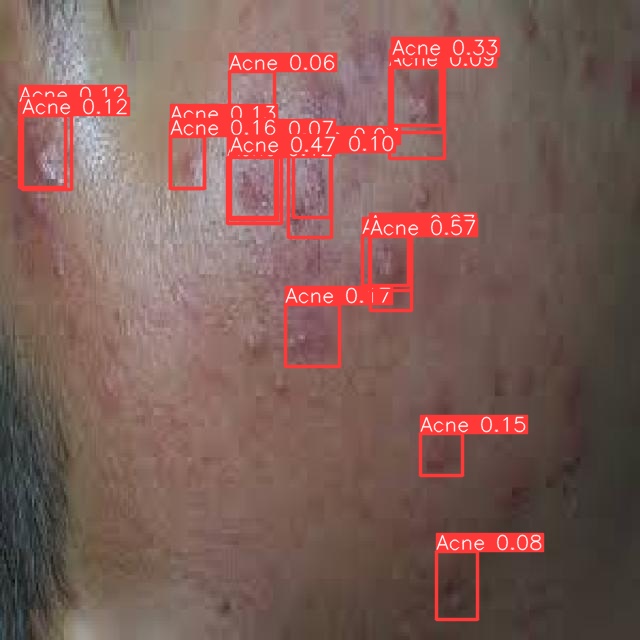 Acne 0.33
Acne 0.09
Acne 0.06
Acne 0.12
Acne 0.12
Acne 0.13
Acne 0.16
0.07
Acne 0.47
0.10
Acne 0.57
Acne 0.17
Acne 0.15
Acne 0.08